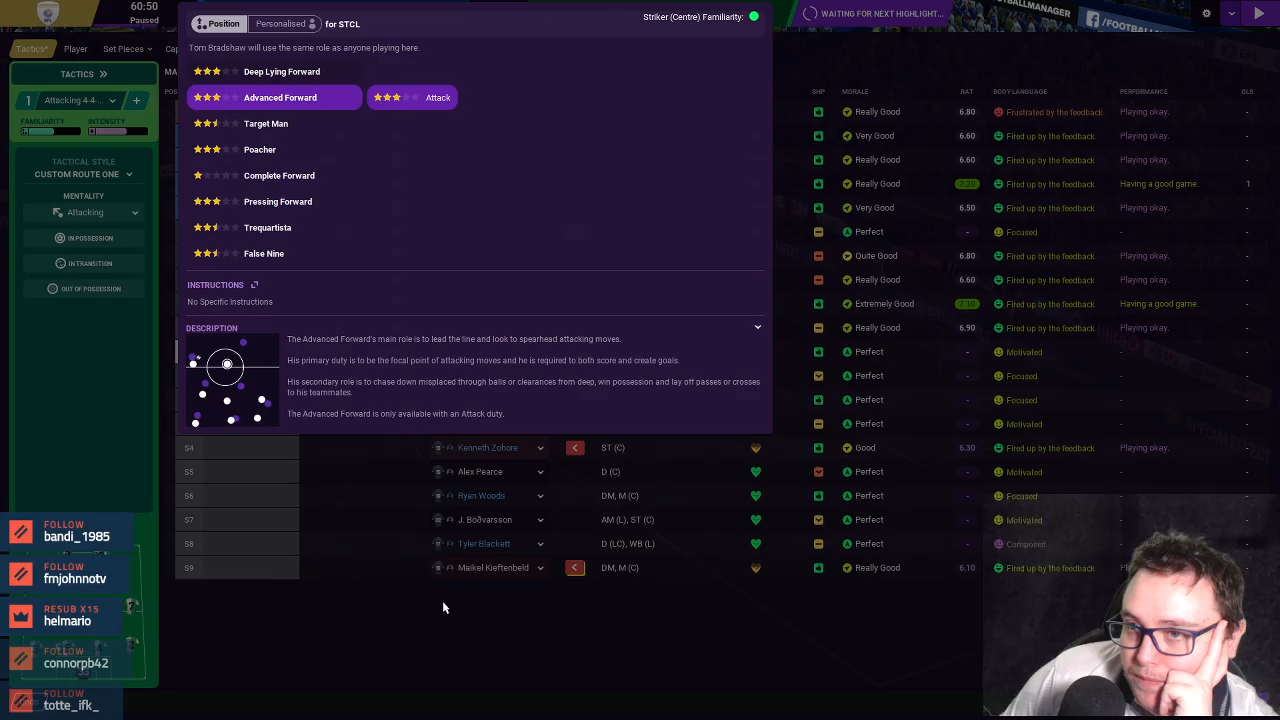 60:50
Paused
Tactics*
Player
Set Pieces
TACTICS
1
Attacking 4-4-...
FAMILIARITY
INTENSITY
TACTICAL STYLE
CUSTOM ROUTE ONE
MENTALITY
Attacking
IN POSSESSION
IN TRANSITION
OUT OF POSSESSION
Position
Personalised
for STCL
Striker (Centre) Familiarity:
Tom Bradshaw will use the same role as anyone playing here.
Deep Lying Forward
Advanced Forward
Attack
Target Man
Poacher
Complete Forward
Pressing Forward
Trequartista
False Nine
INSTRUCTIONS
No Specific Instructions
DESCRIPTION
The Advanced Forward's main role is to lead the line and look to spearhead attacking moves.
His primary duty is to be the focal point of attacking moves and he is required to both score and create goals.
His secondary role is to chase down misplaced through balls or clearances from deep, win possession and lay off passes or crosses
to his teammates.
The Advanced Forward is only available with an Attack duty.
WAITING FOR NEXT HIGHLIGHT...
FOOTBALLMANAGER
FACEBOOK.COM/
SHP MORALE RAT BODY LANGUAGE PERFORMANCE GLS
Really Good 6.80 Frustrated by the feedback Playing okay. -
Very Good 6.60 Fired up by the feedback Playing okay. -
Really Good 6.60 Fired up by the feedback Playing okay. -
Really Good 7.20 Fired up by the feedback Having a good game. 1
Very Good 6.50 Fired up by the feedback Playing okay. -
Perfect - Focused - -
Quite Good 6.80 Fired up by the feedback Playing okay. -
Really Good 6.60 Fired up by the feedback Playing okay. -
Extremely Good 7.10 Fired up by the feedback Having a good game. -
Really Good 6.90 Fired up by the feedback Playing okay. -
Perfect - Motivated - -
Perfect - Focused - -
Perfect - Focused - -
Perfect - Motivated - -
S4 Kenneth Zohore < ST (C) Good 6.30 Fired up by the feedback Playing okay. -
S5 Alex Pearce D (C) Perfect - Motivated - -
S6 Ryan Woods DM, M (C) Perfect - Focused
S7 J. Böðvarsson AM (L), ST (C) Perfect - Motivated
S8 Tyler Blackett D (LC), WB (L) Perfect - Composed
S9 Maikel Kieftenbeld < DM, M (C) Really Good 6.10 Fired up by the feedback
FOLLOW
bandi_1985
FOLLOW
fmjohnnotv
RESUB X15
helmario
FOLLOW
connorpb42
FOLLOW
totte_ifk_